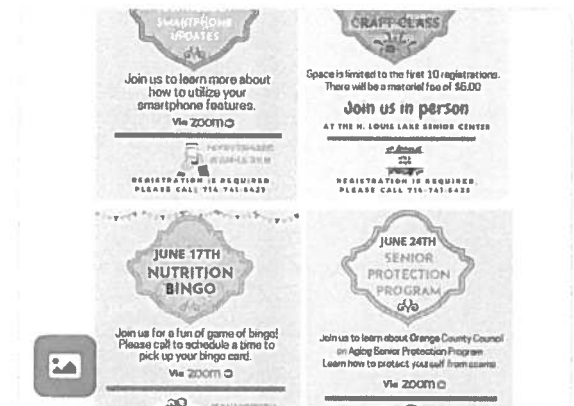 SMARTPHONE
UPDATES
Join us to learn more about
how to utilize your
smartphone features.
Via zoom
REGISTRATION IS REQUIRED
PLEASE CALL 714-741-5421
CRAFT CLASS
Space is limited to the first 10 registrations.
There will be a material fee of $5.00
Join us in person
AT THE H. LOUIS LAKE SENIOR CENTER
REGISTRATION IS REQUIRED.
PLEASE CALL 714-741-5421
JUNE 17TH
NUTRITION
BINGO
Join us for a fun of game of bingo!
Please call to schedule a time to
pick up your bingo card.
Via zoom
JUNE 24TH
SENIOR
PROTECTION
PROGRAM
Join us to learn about Orange County Council
on Aging Senior Protection Program
Learn how to protect yourself from scams
Via zoom